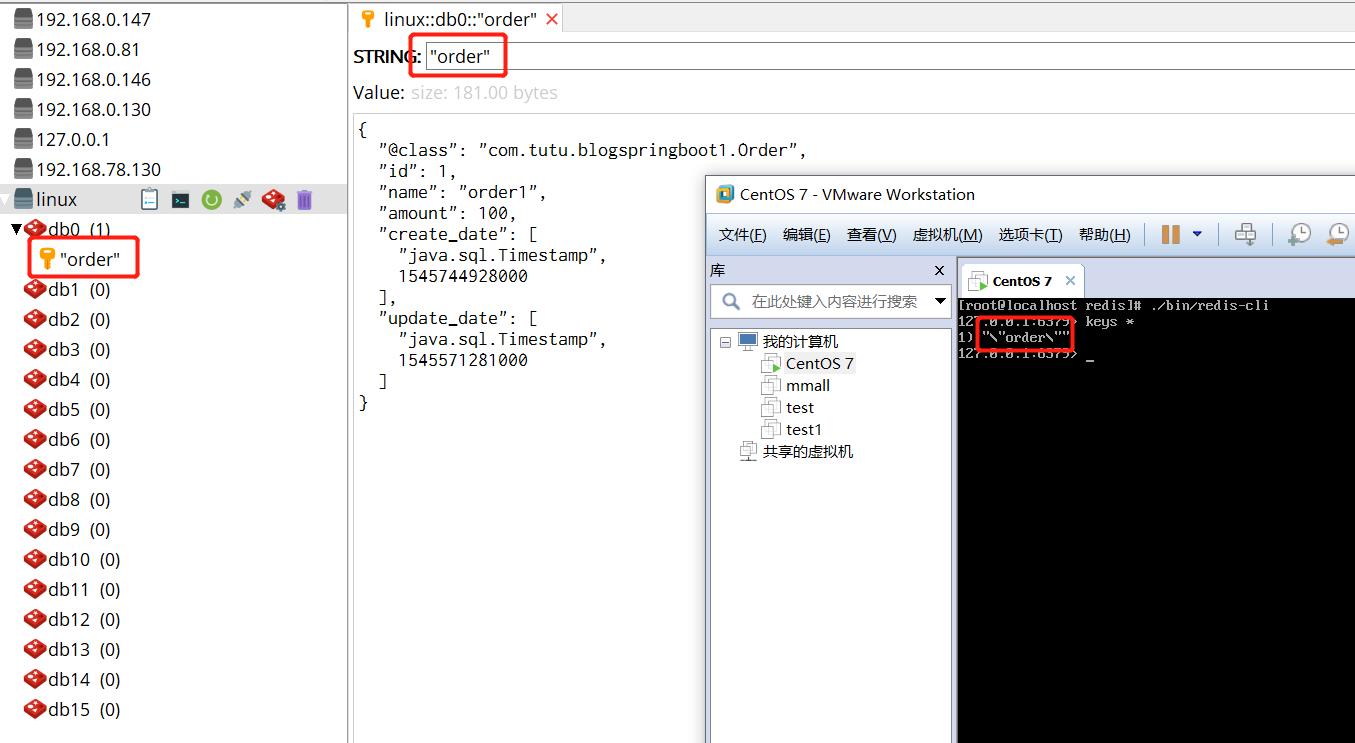 192.168.0.147
192.168.0.81
192.168.0.146
192.168.0.130
127.0.0.1
192.168.78.130
linux
db0 (1)
"order"
db1 (0)
db2 (0)
db3 (0)
db4 (0)
db5 (0)
db6 (0)
db7 (0)
db8 (0)
db9 (0)
db10 (0)
db11 (0)
db12 (0)
db13 (0)
db14 (0)
db15 (0)
linux::db0::"order"
STRING: "order"
Value: size: 181.00 bytes
{
"@class": "com.tutu.blogspringboot1.Order",
"id": 1,
"name": "order1",
"amount": 100,
"create_date": [
"java.sql.Timestamp",
1545744928000
],
"update_date": [
"java.sql.Timestamp",
1545571281000
]
}
CentOS 7 - VMware Workstation
文件(F) 编辑(E) 查看(V) 虚拟机(M) 选项卡(T) 帮助(H)
库
在此处键入内容进行搜索
我的计算机
CentOS 7
mmall
test
test1
共享的虚拟机
CentOS 7
[root@localhost redis]# ./bin/redis-cli
127.0.0.1:6379> keys *
1) "\"order\""
127.0.0.1:6379> _